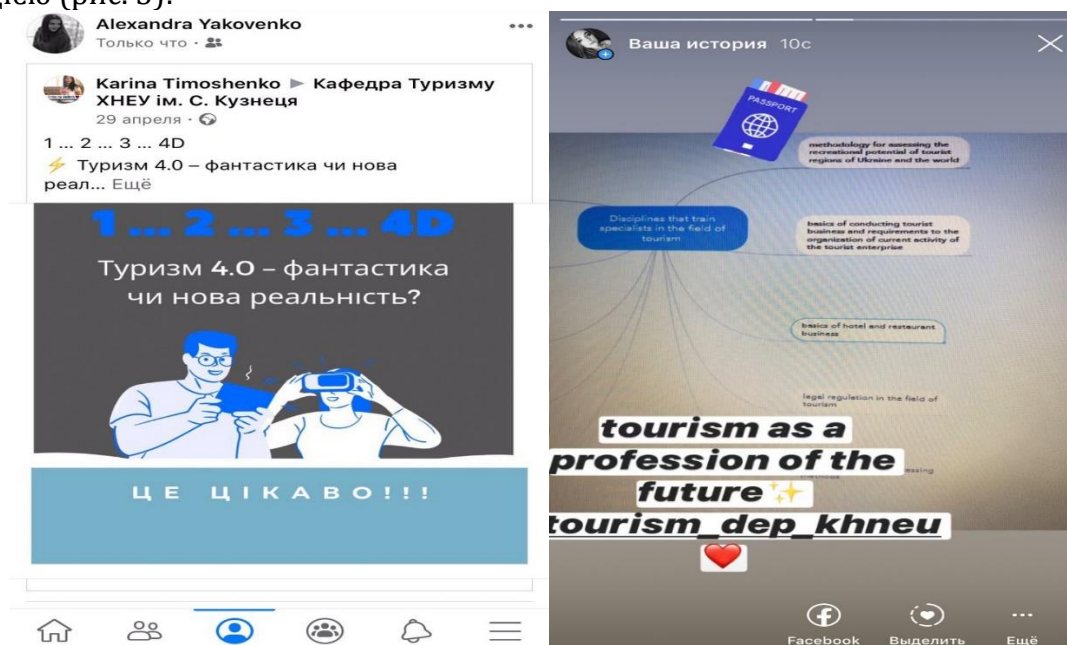 цією (рис. 3).
Alexandra Yakovenko
Только что ·
Karina Timoshenko ▶ Кафедра Туризму
ХНЕУ ім. С. Кузнеця
29 апреля ·
1 ... 2 ... 3 ... 4D
⚡ Туризм 4.0 – фантастика чи нова
реал... Ещё
1 ... 2 ... 3 ... 4D
Туризм 4.0 – фантастика
чи нова реальність?
ЦЕ ЦІКАВО!!!
Ваша история 10с
PASSPORT
methodology for assessing the
recreational potential of tourist
regions of Ukraine and the world
Disciplines that train
specialists in the field of
tourism
basics of conducting tourist
business and requirements to the
organization of current activity of
the tourist enterprise
basics of hotel and restaurant
business
legal regulation in the field of
tourism
tourism as a
profession of the
future ✨
tourism_dep_khneu
❤️
Facebook
Выделить
Ещё